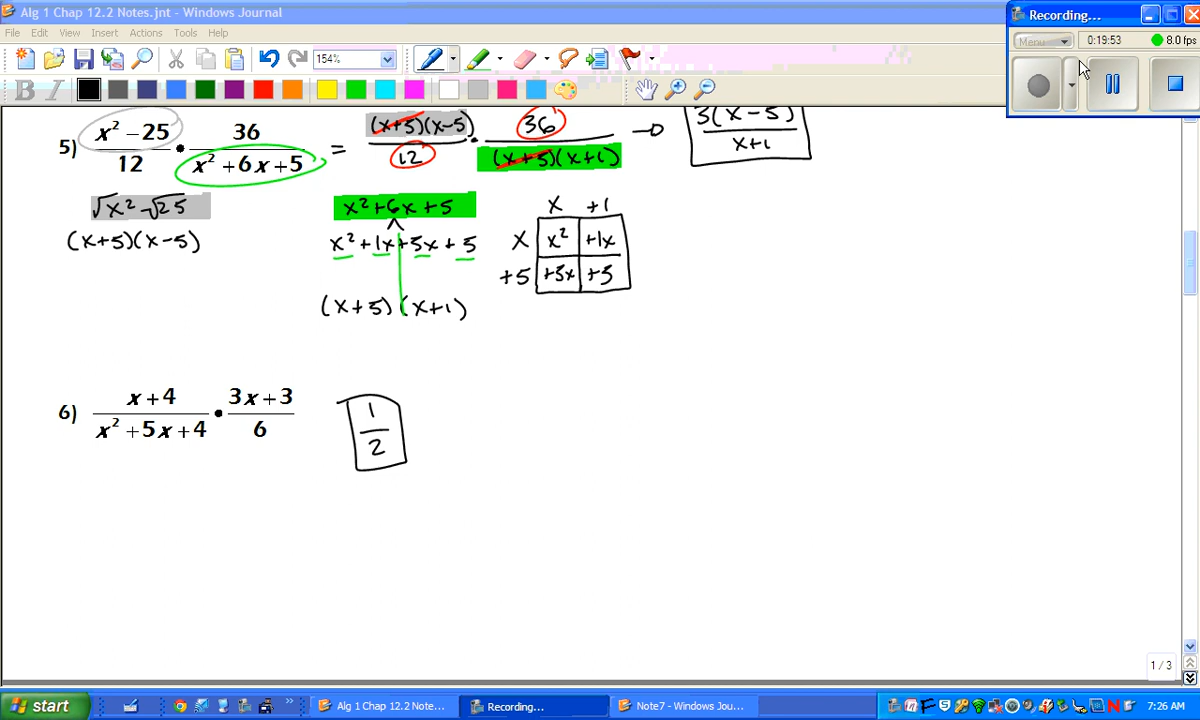 Alg 1 Chap 12.2 Notes.jnt - Windows Journal
Recording...
File Edit View Insert Actions Tools Help
Menu 0:19:53 8.0 fps
154%
B I
5) x² − 25 / 12 • 36 / x² + 6x + 5 = (x+5)(x-5) / 12 • 36 / (x+5)(x+1) → 3(x-5) / x+1
√x² - √25 x²+6x+5 x +1
(x+5)(x-5) x²+1x+5x+5 x x² +1x
+5 +5x +5
(x+5)(x+1)
6) x + 4 / x² + 5x + 4 • 3x + 3 / 6 1 / 2
1 / 3
start Alg 1 Chap 12.2 Note... Recording... Note7 - Windows Jou... 7:26 AM